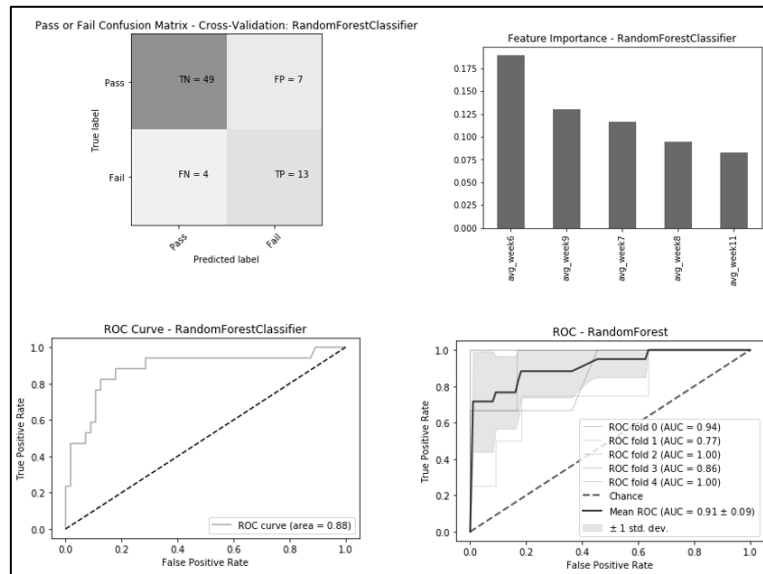 Pass or Fail Confusion Matrix - Cross-Validation: RandomForestClassifier
Pass
Fail
True label
TN = 49
FP = 7
FN = 4
TP = 13
Pass
Fail
Predicted label
Feature Importance - RandomForestClassifier
0.175
0.150
0.125
0.100
0.075
0.050
0.025
0.000
avg_week6
avg_week9
avg_week7
avg_week8
avg_week11
ROC Curve - RandomForestClassifier
True Positive Rate
1.0
0.8
0.6
0.4
0.2
0.0
ROC curve (area = 0.88)
0.0
0.2
0.4
0.6
0.8
1.0
False Positive Rate
ROC - RandomForest
True Positive Rate
1.0
0.8
0.6
0.4
0.2
0.0
ROC fold 0 (AUC = 0.94)
ROC fold 1 (AUC = 0.77)
ROC fold 2 (AUC = 1.00)
ROC fold 3 (AUC = 0.86)
ROC fold 4 (AUC = 1.00)
Chance
Mean ROC (AUC = 0.91 ± 0.09)
± 1 std. dev.
0.0
0.2
0.4
0.6
0.8
1.0
False Positive Rate